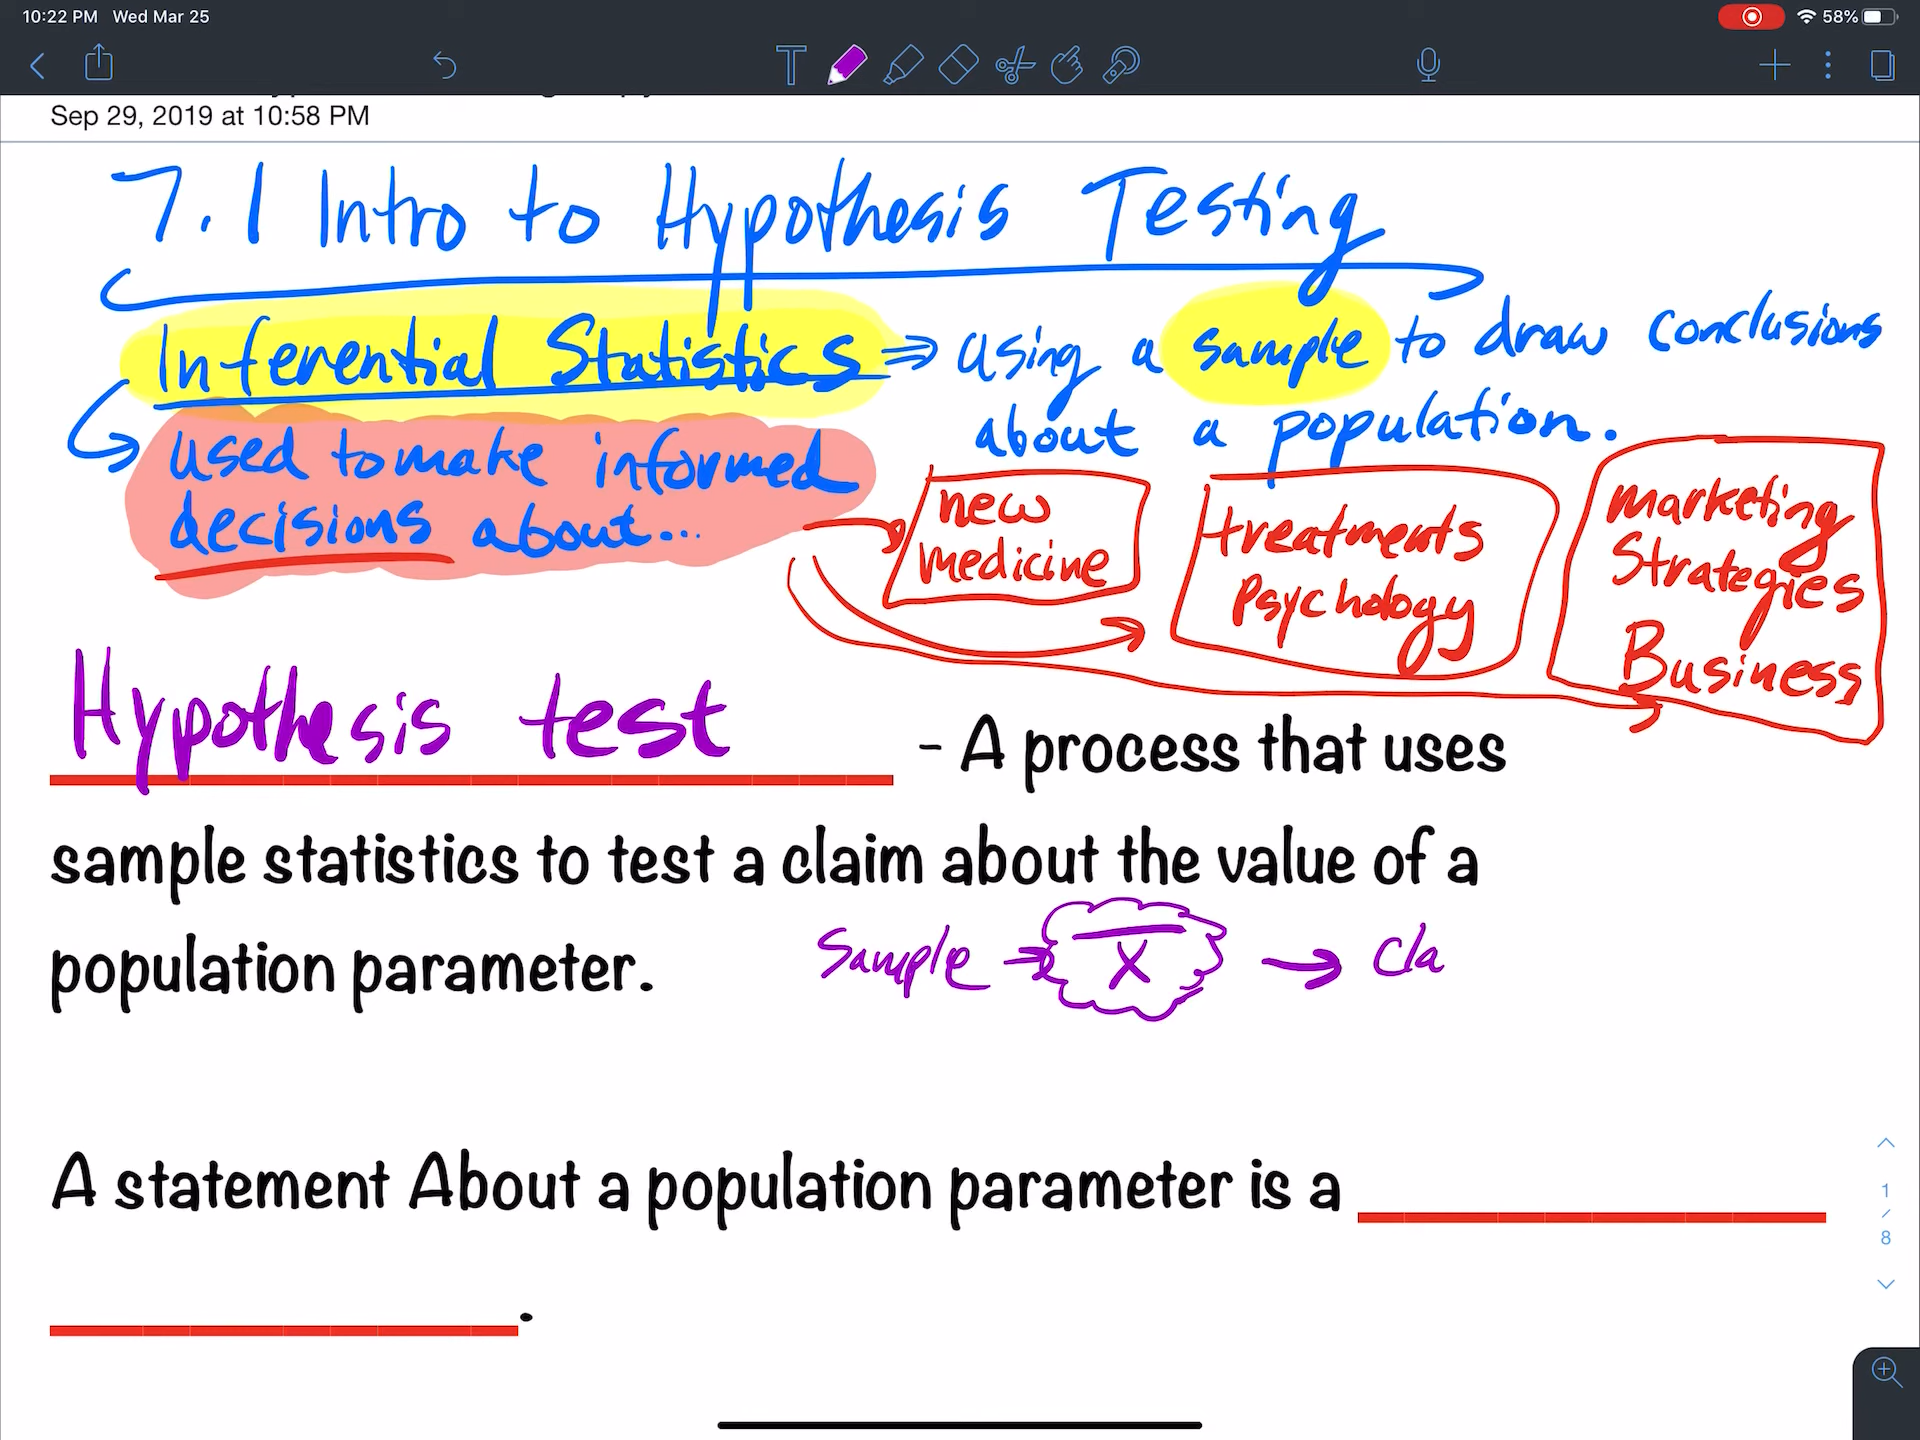 10:22 PM Wed Mar 25
58%
Sep 29, 2019 at 10:58 PM
7.1 Intro to Hypothesis Testing
Inferential Statistics ⇒ Using a sample to draw conclusions
about a population.
used to make informed
decisions about...
new
medicine
treatments
Psychology
marketing
Strategies
Business
Hypothesis test - A process that uses
sample statistics to test a claim about the value of a
population parameter.
Sample → x̅ → Cla
A statement About a population parameter is a
.
1
/
8